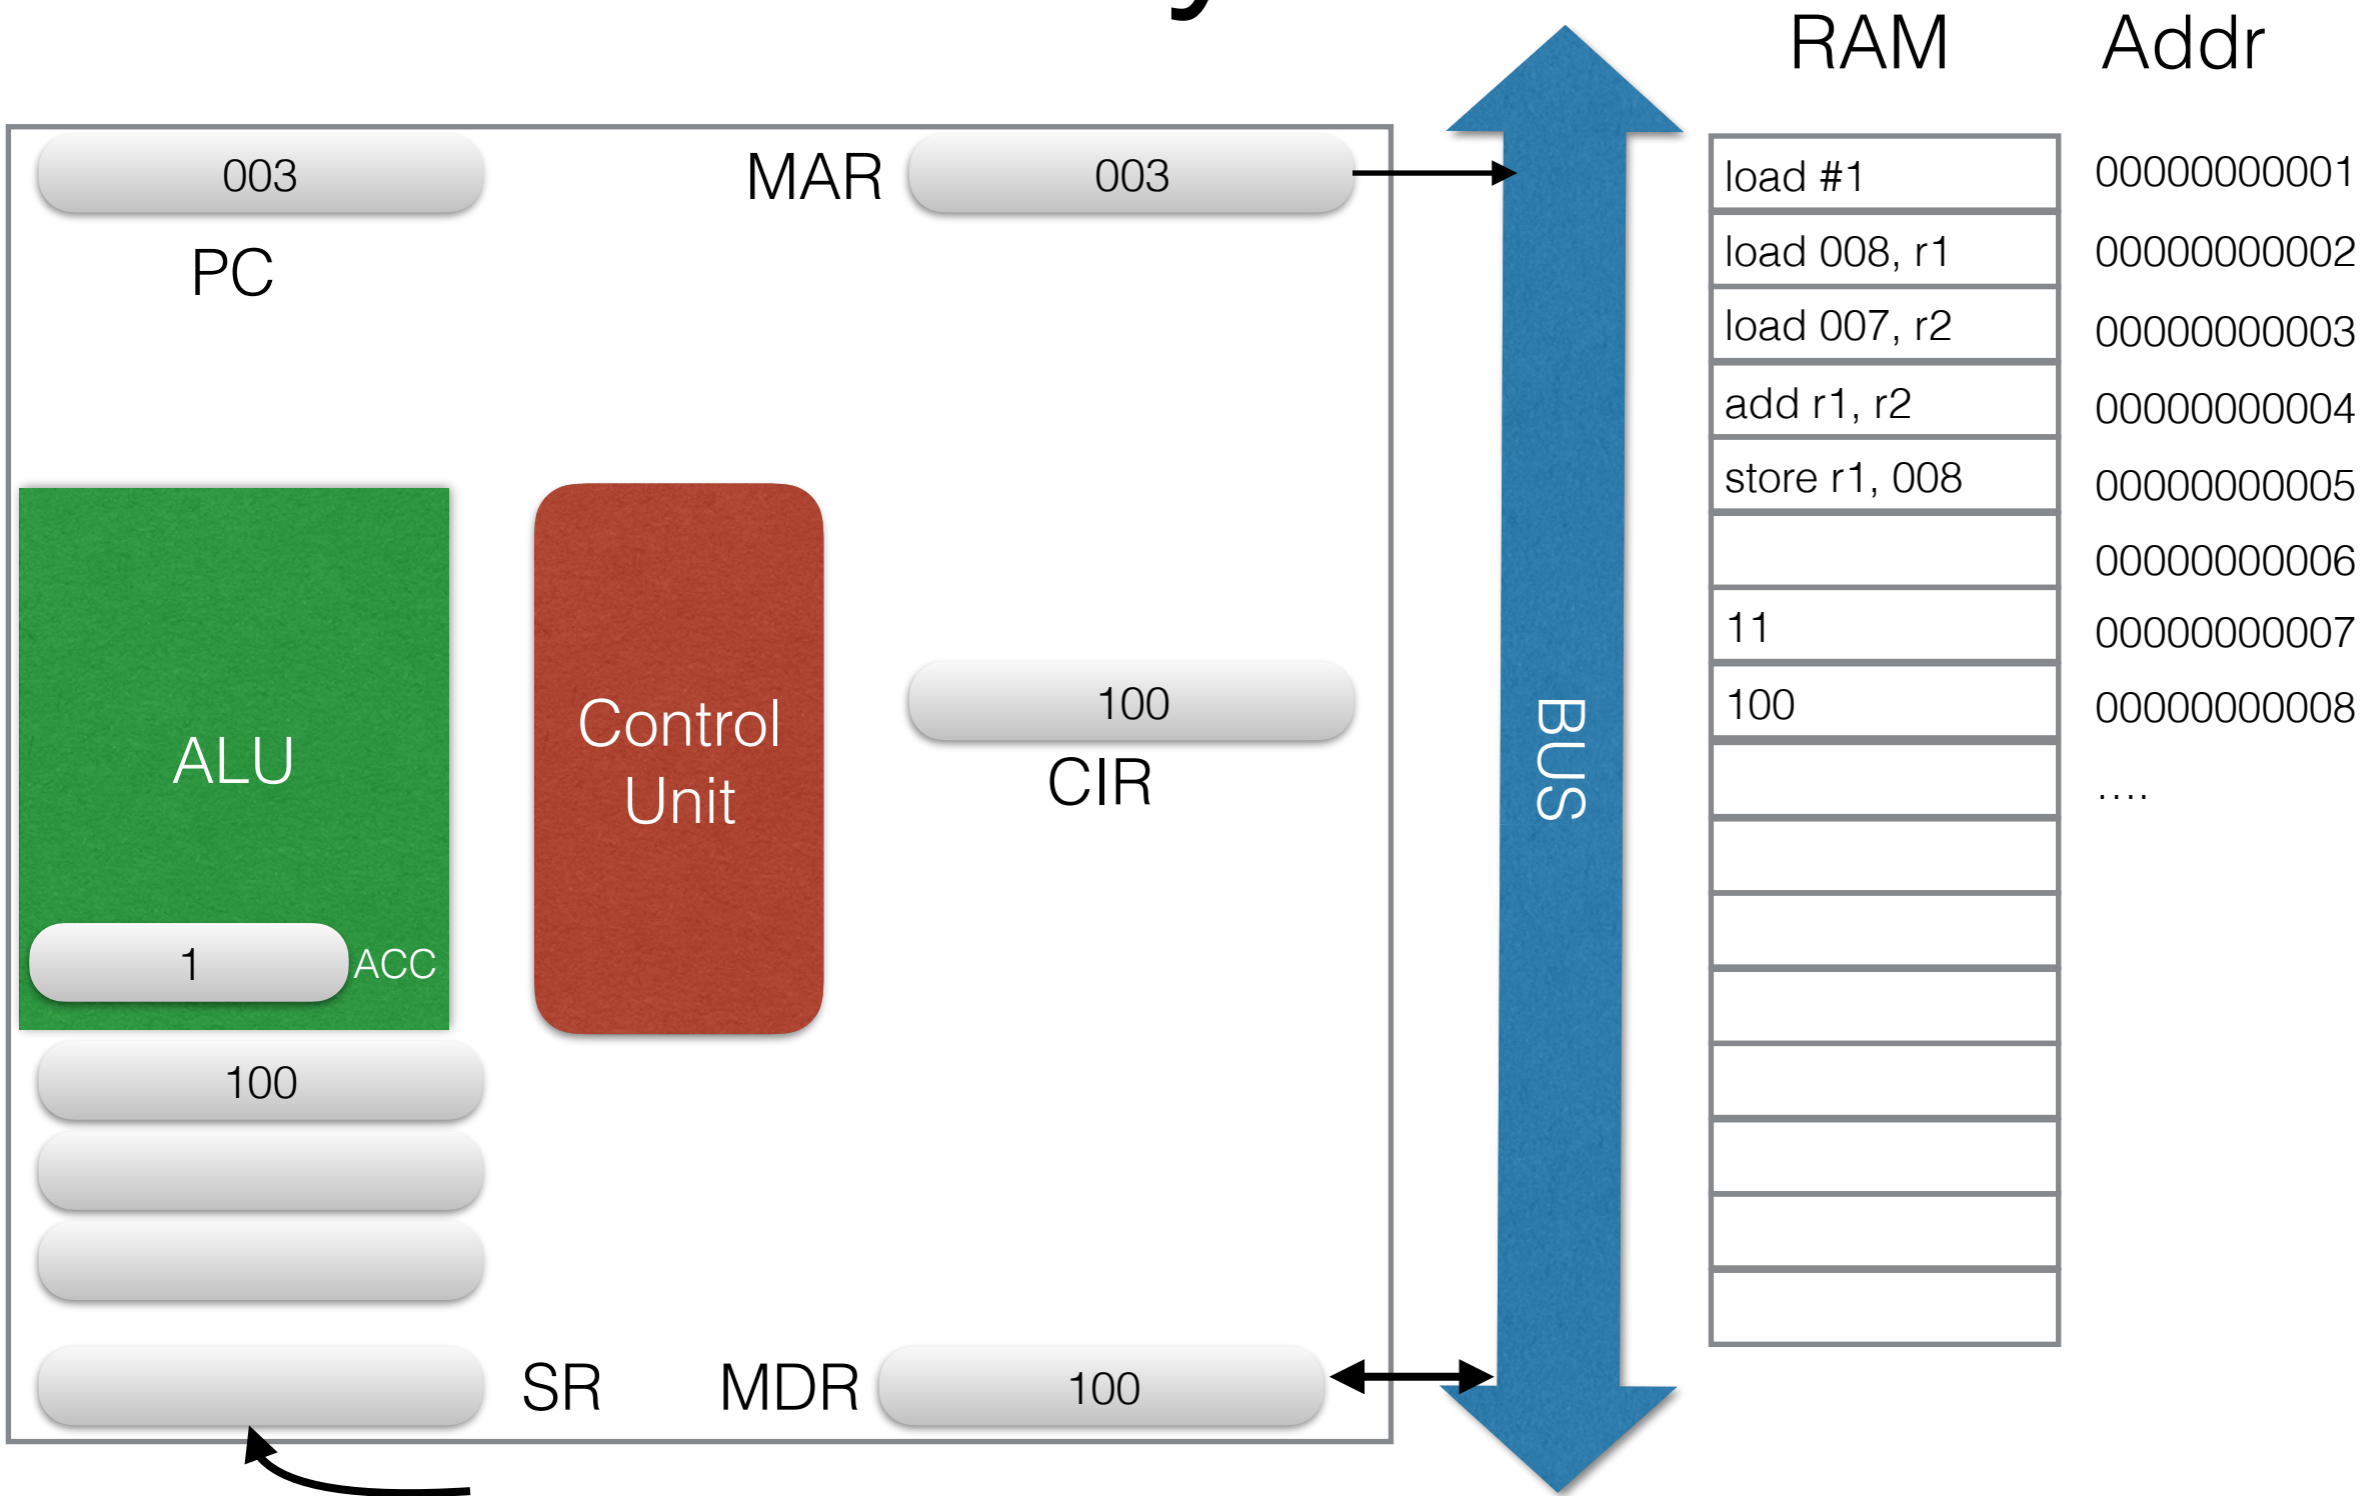 RAM Addr
003 MAR 003
PC
load #1 00000000001
load 008, r1 00000000002
load 007, r2 00000000003
add r1, r2 00000000004
store r1, 008 00000000005
00000000006
11 00000000007
100 00000000008
....
ALU
Control
Unit
100
CIR
BUS
1 ACC
100
SR MDR 100